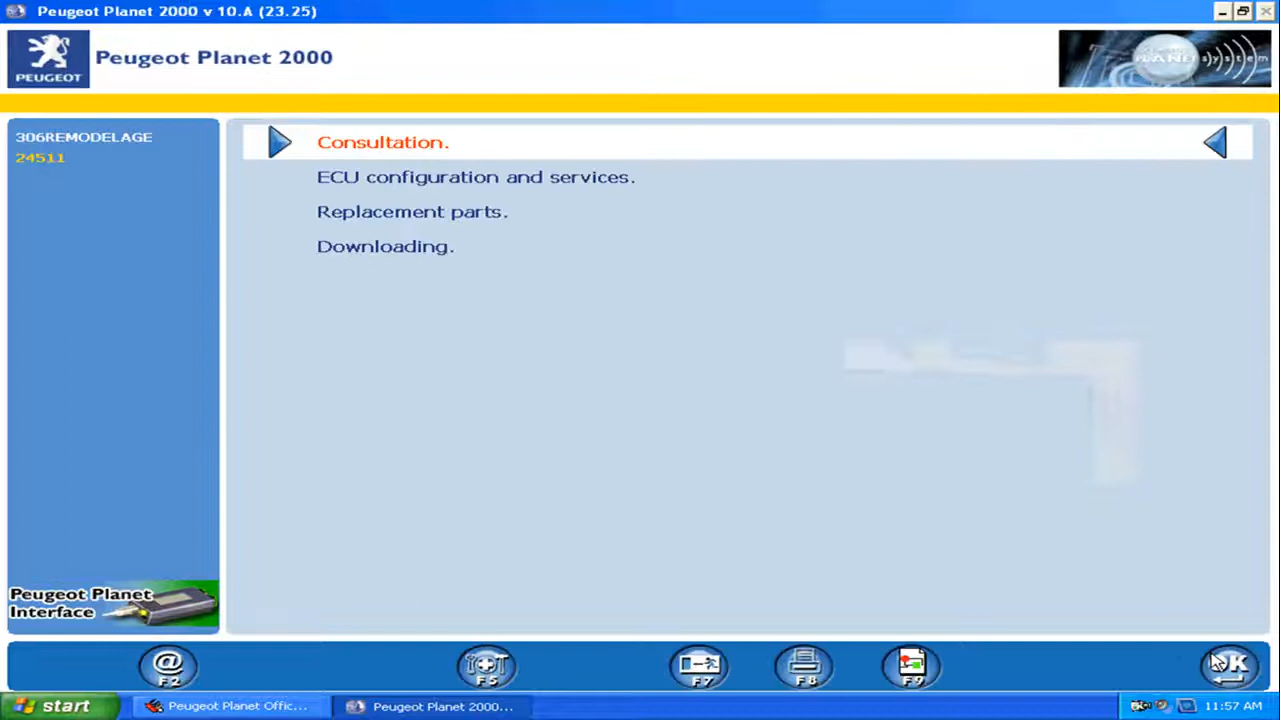 Peugeot Planet 2000 v 10.A (23.25)
PEUGEOT
Peugeot Planet 2000
PLANET system
306REMODELAGE
24511
Consultation.
ECU configuration and services.
Replacement parts.
Downloading.
Peugeot Planet
Interface
@
F2
F5
F7
F8
F9
OK
start
Peugeot Planet Offic...
Peugeot Planet 2000...
11:57 AM